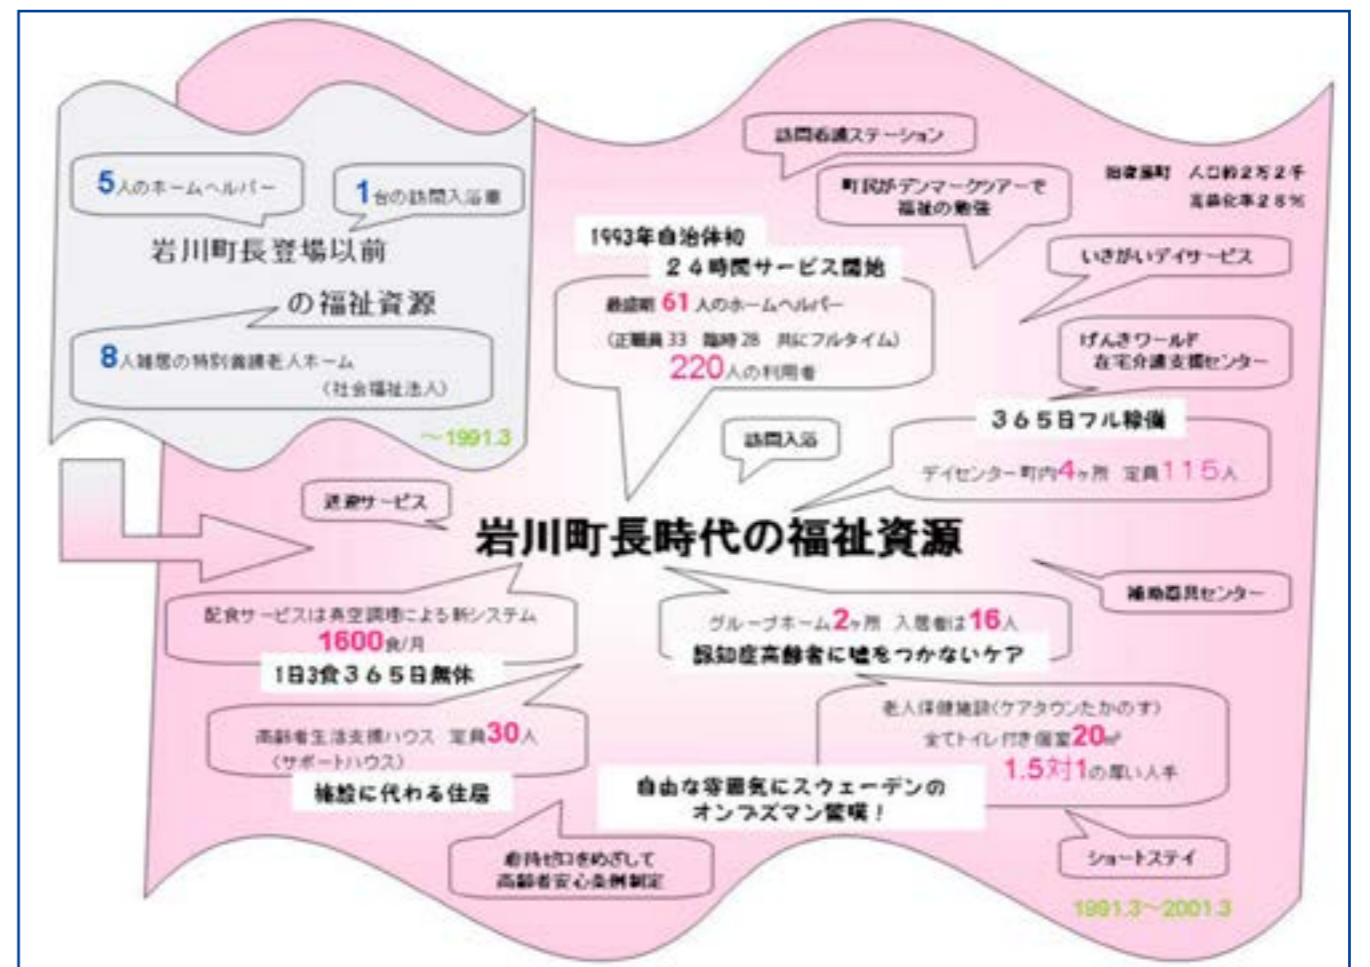 5人のホームヘルパー
1台の訪問入浴車
岩川町長登場以前
の福祉資源
8人雑居の特別養護老人ホーム
（社会福祉法人）
～1991.3
訪問看護ステーション
町民がデンマークツアーで
福祉の勉強
旧鷹巣町 人口約2万2千
高齢化率28%
1993年自治体初
24時間サービス開始
最盛期 61人のホームヘルパー
（正職員33 臨時28 共にフルタイム）
220人の利用者
いきがいデイサービス
げんきワールド
在宅介護支援センター
365日フル稼働
デイセンター町内4ヶ所 定員115人
訪問入浴
送迎サービス
岩川町長時代の福祉資源
補助器具センター
配食サービスは真空調理による新システム
1600食/月
1日3食365日無休
グループホーム2ヶ所 入居者は16人
認知症高齢者に嘘をつかないケア
高齢者生活支援ハウス 定員30人
（サポートハウス）
施設に代わる住居
老人保健施設（ケアタウンたかのす）
全てトイレ付き個室20㎡
1.5対1の厚い人手
自由な雰囲気にスウェーデンの
オンブズマン驚嘆！
虐待ゼロをめざして
高齢者安心条例制定
ショートステイ
1991.3～2001.3